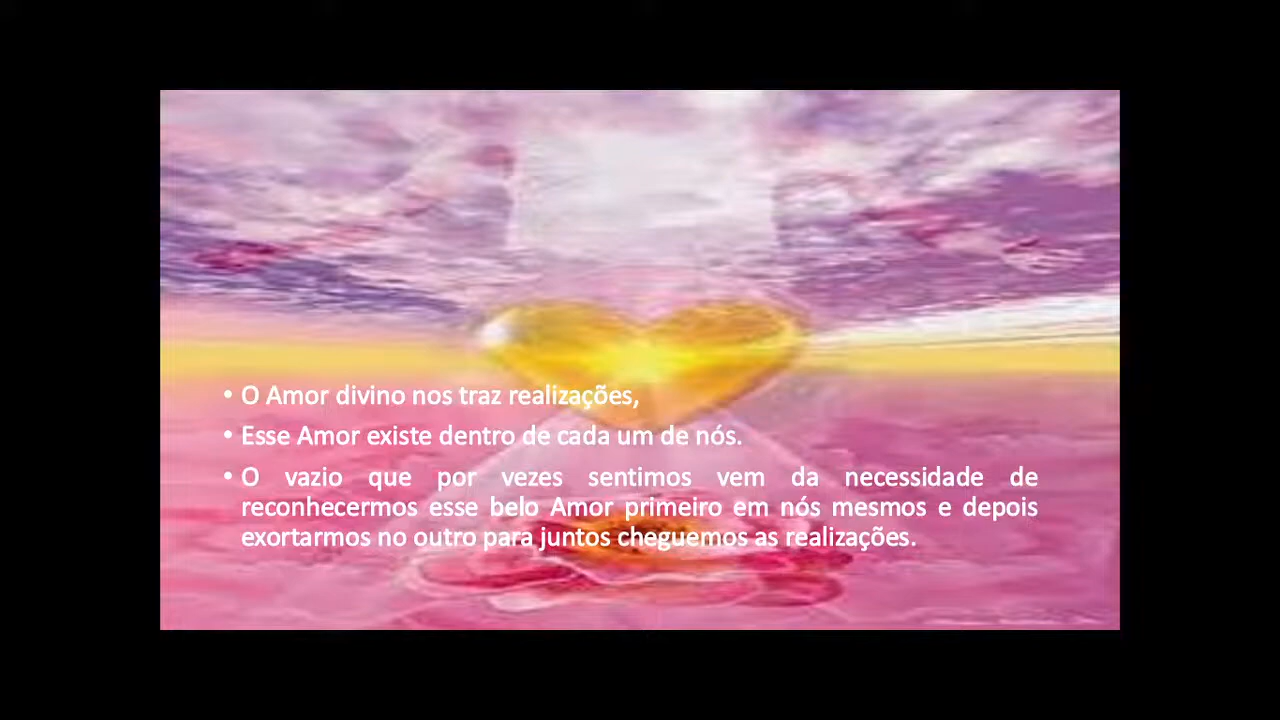 • O Amor divino nos traz realizações,
• Esse Amor existe dentro de cada um de nós.
• O vazio que por vezes sentimos vem da necessidade de
reconhecermos esse belo Amor primeiro em nós mesmos e depois
exortarmos no outro para juntos cheguemos as realizações.